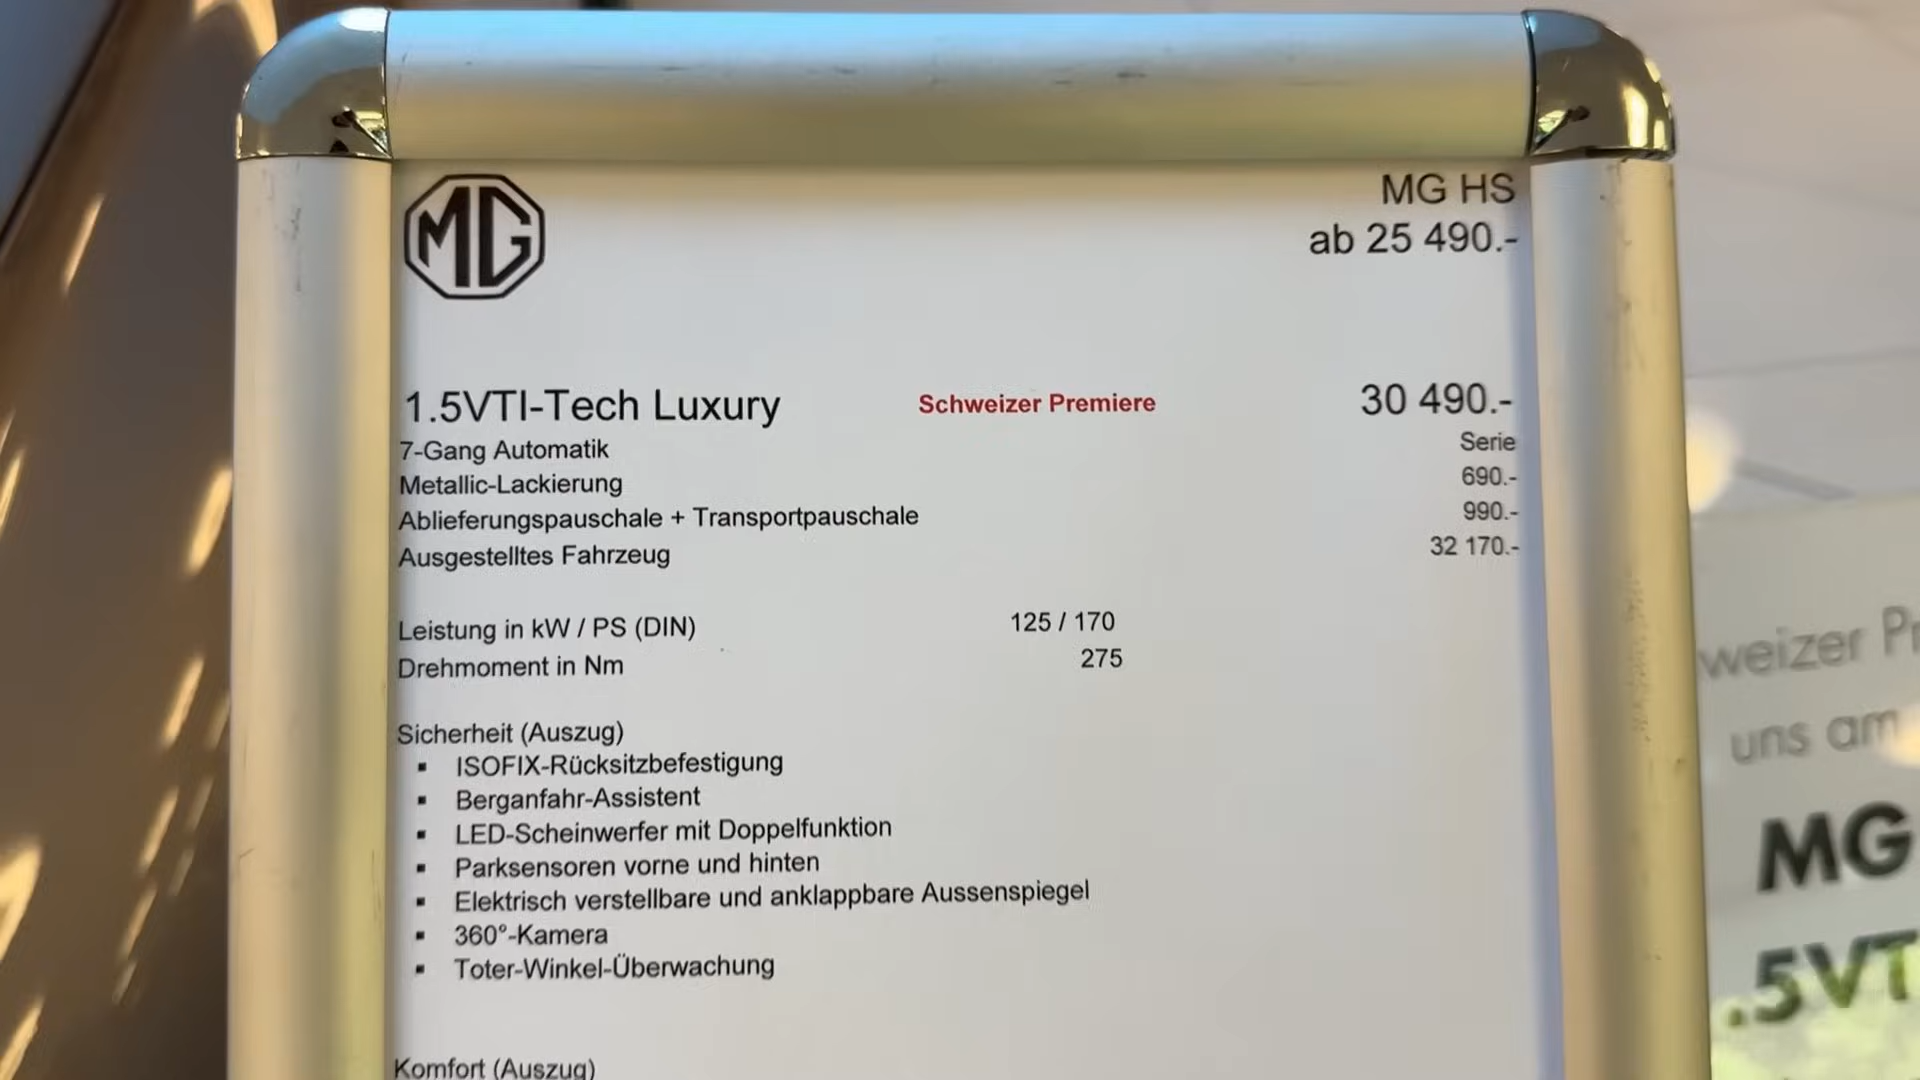 MG
MG HS
ab 25 490.-
1.5VTI-Tech Luxury Schweizer Premiere 30 490.-
7-Gang Automatik Serie
Metallic-Lackierung 690.-
Ablieferungspauschale + Transportpauschale 990.-
Ausgestelltes Fahrzeug 32 170.-
Leistung in kW / PS (DIN) 125 / 170
Drehmoment in Nm 275
Sicherheit (Auszug)
▪ ISOFIX-Rücksitzbefestigung
▪ Berganfahr-Assistent
▪ LED-Scheinwerfer mit Doppelfunktion
▪ Parksensoren vorne und hinten
▪ Elektrisch verstellbare und anklappbare Aussenspiegel
▪ 360°-Kamera
▪ Toter-Winkel-Überwachung
Komfort (Auszug)
weizer Pr
uns am
MG
.5VT